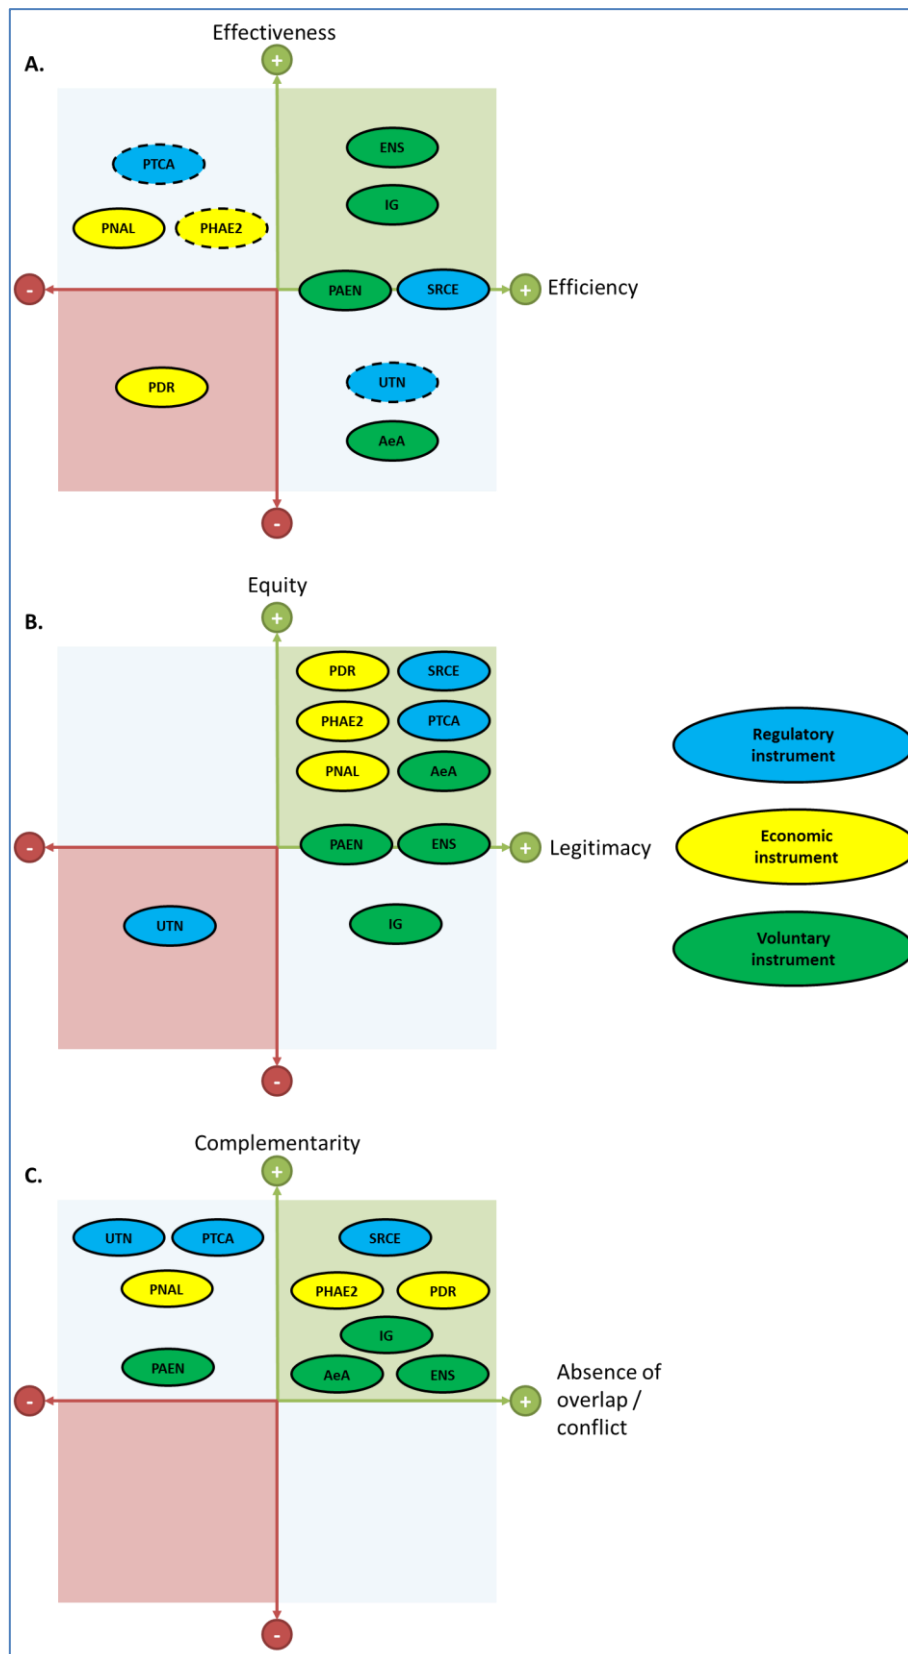 Effectiveness
A.
+
ENS
PTCA
IG
PNAL
PHAE2
-
PAEN
SRCE
+
Efficiency
UTN
PDR
AeA
-
Equity
B.
+
PDR
SRCE
PHAE2
PTCA
PNAL
AeA
-
PAEN
ENS
+
Legitimacy
UTN
IG
-
Regulatory
instrument
Economic
instrument
Voluntary
instrument
Complementarity
C.
+
UTN
PTCA
SRCE
PNAL
PHAE2
PDR
IG
PAEN
AeA
ENS
-
+
Absence of
overlap /
conflict
-